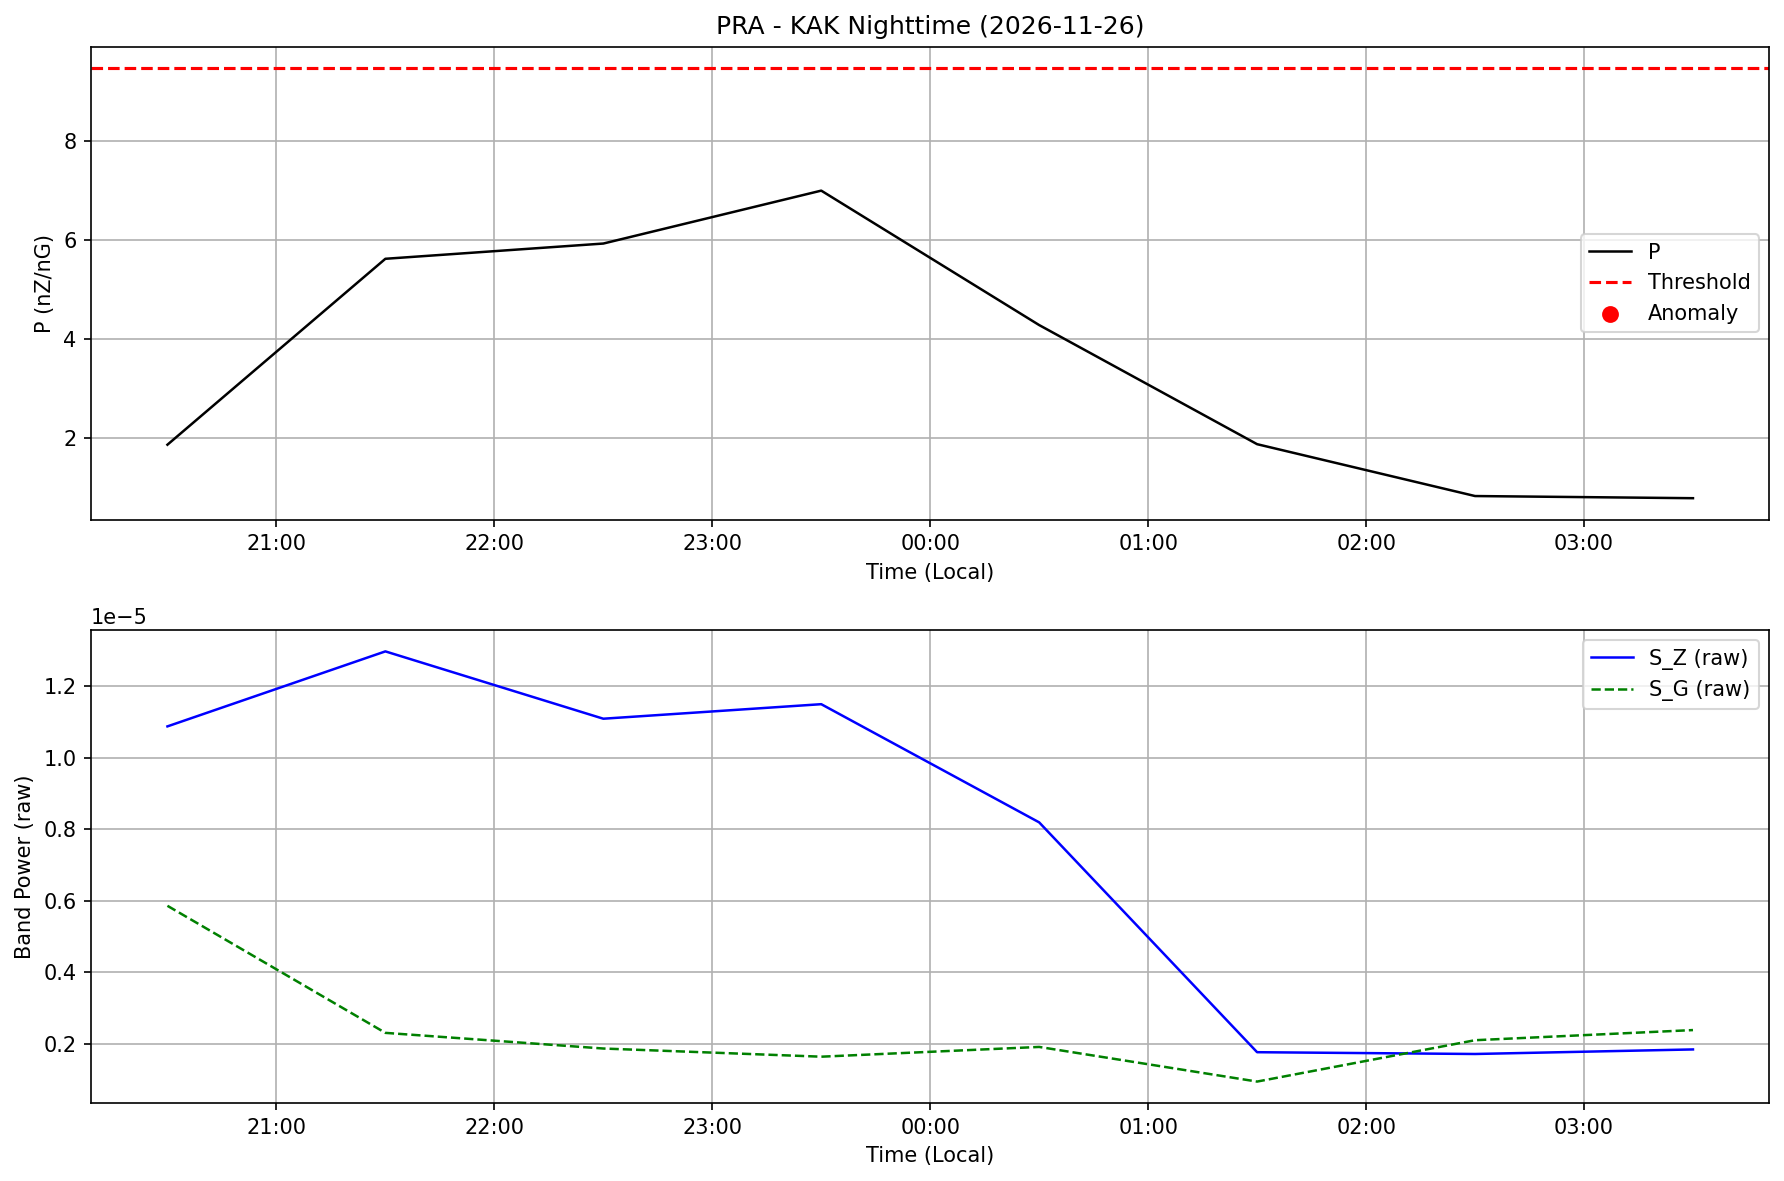 PRA - KAK Nighttime (2026-11-26)
P (nZ/nG)
8
6
4
2
P
Threshold
Anomaly
21:00 22:00 23:00 00:00 01:00 02:00 03:00
Time (Local)
1e−5
Band Power (raw)
1.2
1.0
0.8
0.6
0.4
0.2
S_Z (raw)
S_G (raw)
21:00 22:00 23:00 00:00 01:00 02:00 03:00
Time (Local)